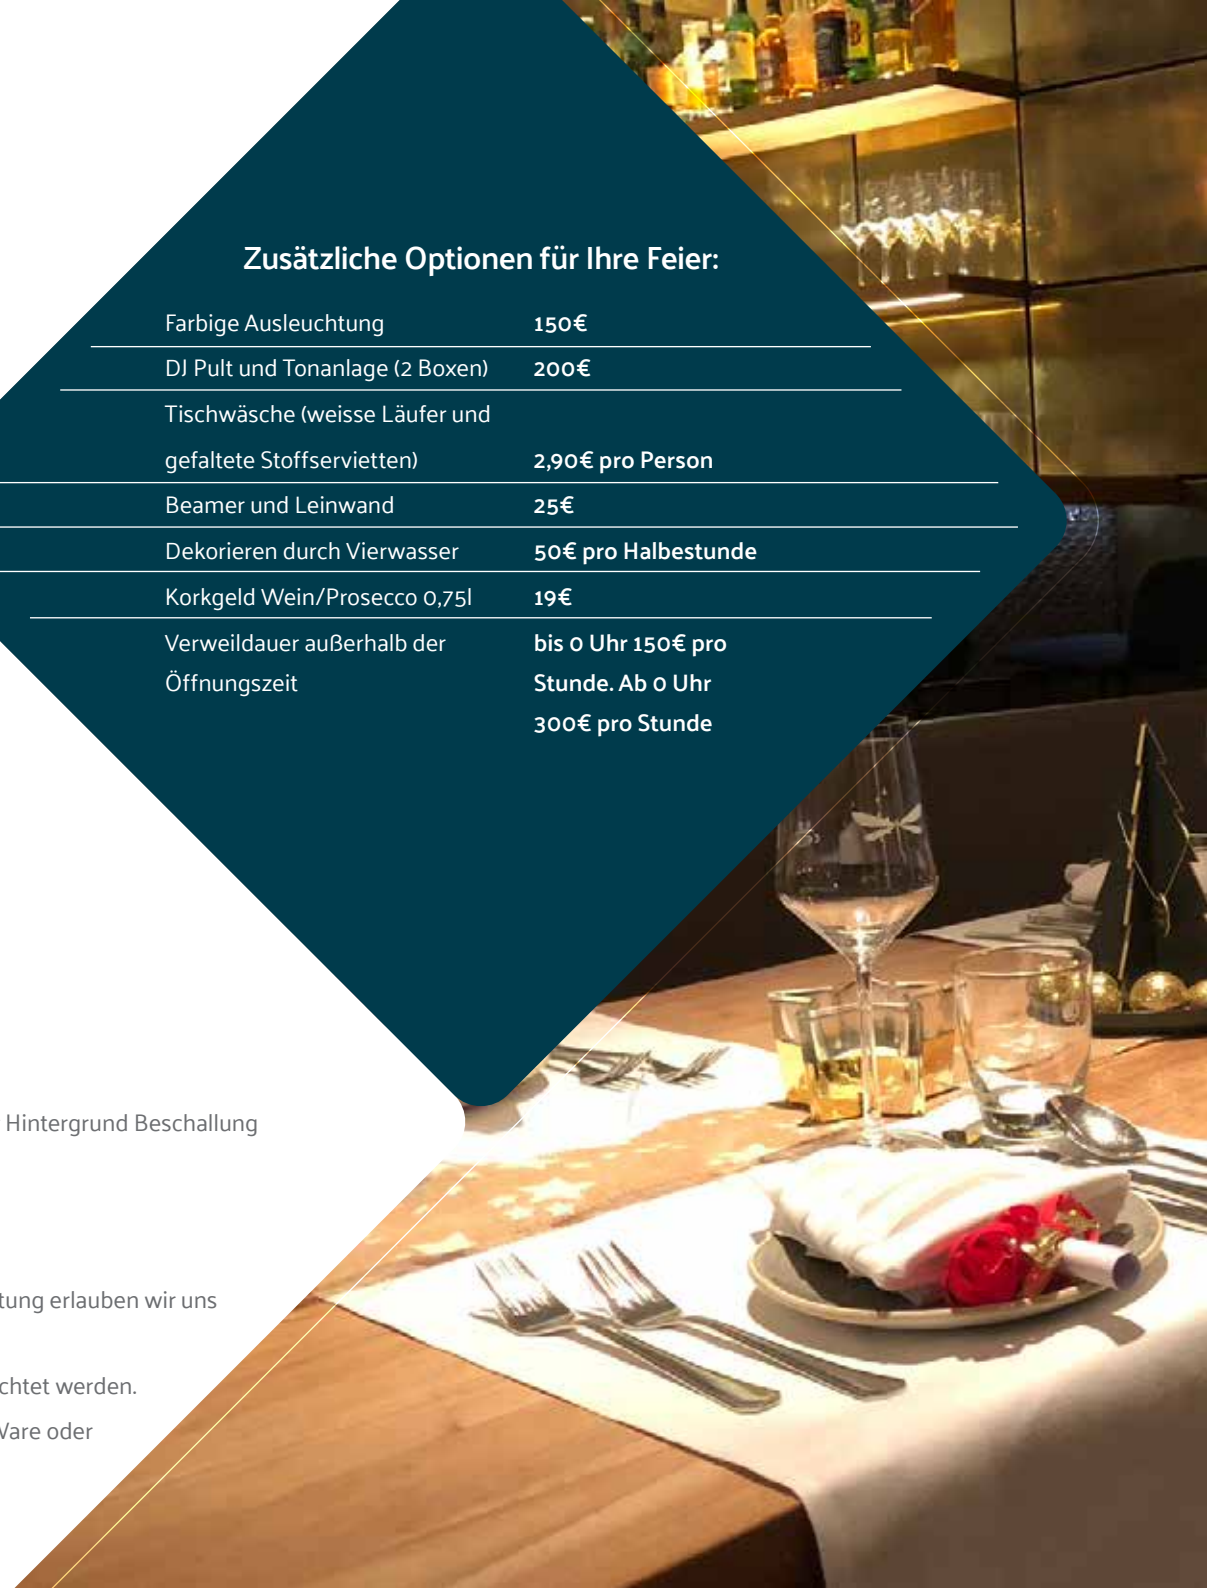 Zusätzliche Optionen für Ihre Feier:
Farbige Ausleuchtung 150€
DJ Pult und Tonanlage (2 Boxen) 200€
Tischwäsche (weisse Läufer und
gefaltete Stoffservietten) 2,90€ pro Person
Beamer und Leinwand 25€
Dekorieren durch Vierwasser 50€ pro Halbestunde
Korkgeld Wein/Prosecco 0,75l 19€
Verweildauer außerhalb der bis 0 Uhr 150€ pro
Öffnungszeit Stunde. Ab 0 Uhr
300€ pro Stunde
Hintergrund Beschallung
tung erlauben wir uns
chtet werden.
Ware oder